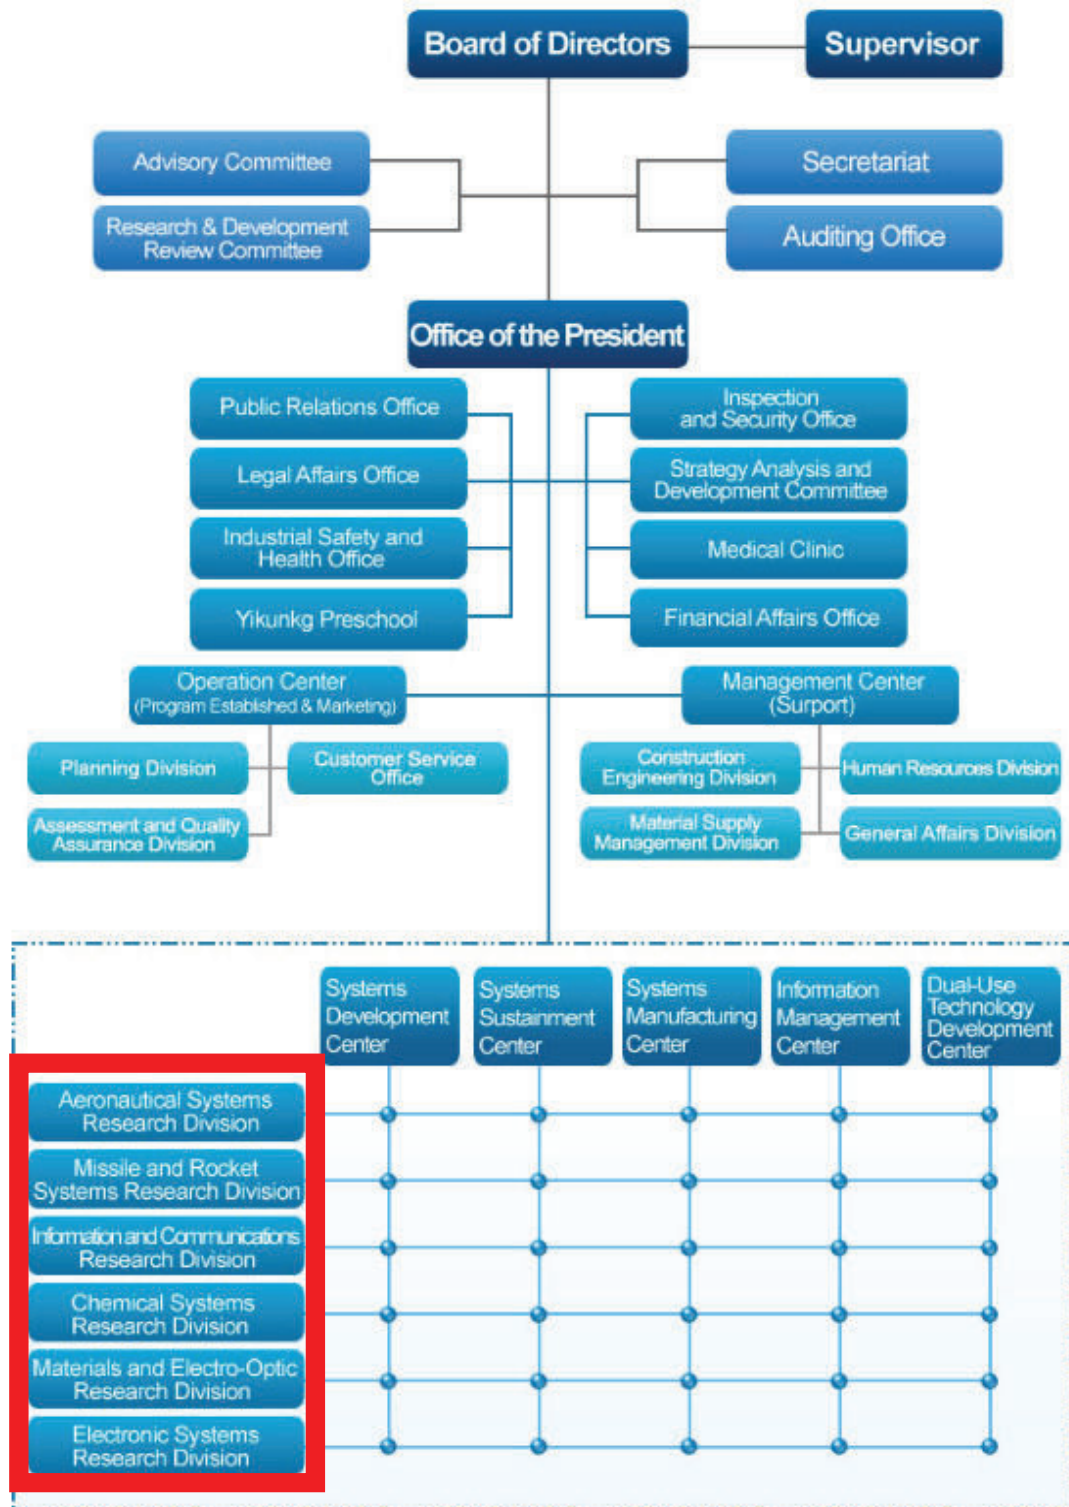 Board of Directors
Supervisor
Advisory Committee
Secretariat
Research & Development
Review Committee
Auditing Office
Office of the President
Public Relations Office
Inspection
and Security Office
Legal Affairs Office
Strategy Analysis and
Development Committee
Industrial Safety and
Health Office
Medical Clinic
Yikunkg Preschool
Financial Affairs Office
Operation Center
(Program Established & Marketing)
Management Center
(Surport)
Planning Division
Customer Service
Office
Construction
Engineering Division
Human Resources Division
Assessment and Quality
Assurance Division
Material Supply
Management Division
General Affairs Division
Systems
Development
Center
Systems
Sustainment
Center
Systems
Manufacturing
Center
Information
Management
Center
Dual-Use
Technology
Development
Center
Aeronautical Systems
Research Division
Missile and Rocket
Systems Research Division
Information and Communications
Research Division
Chemical Systems
Research Division
Materials and Electro-Optic
Research Division
Electronic Systems
Research Division